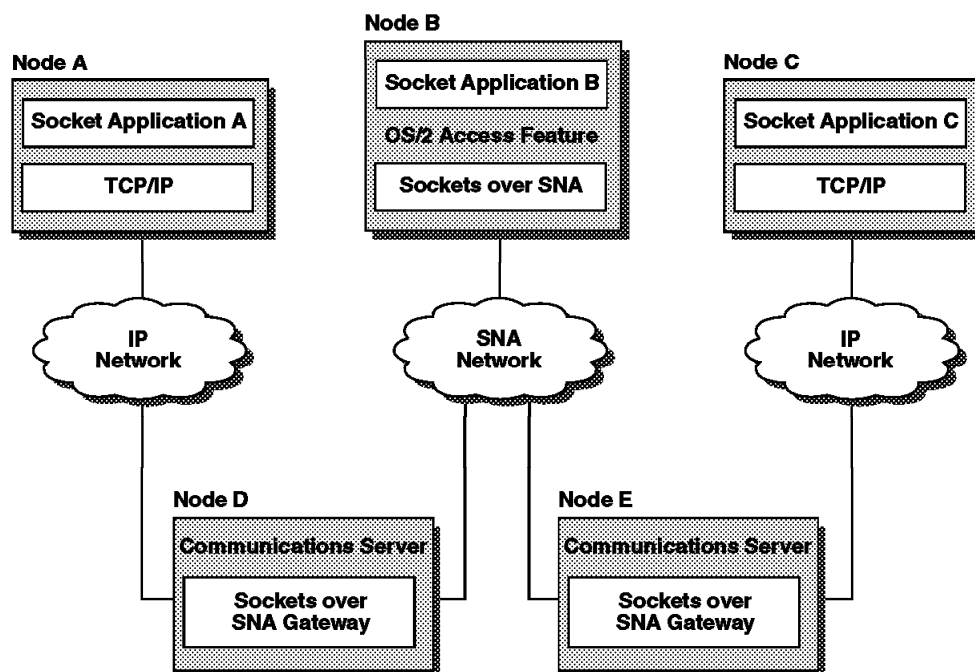 Node B
Node A
Node C
Socket Application B
Socket Application A
OS/2 Access Feature
Socket Application C
TCP/IP
Sockets over SNA
TCP/IP
IP
Network
SNA
Network
IP
Network
Node D
Node E
Communications Server
Communications Server
Sockets over
SNA Gateway
Sockets over
SNA Gateway